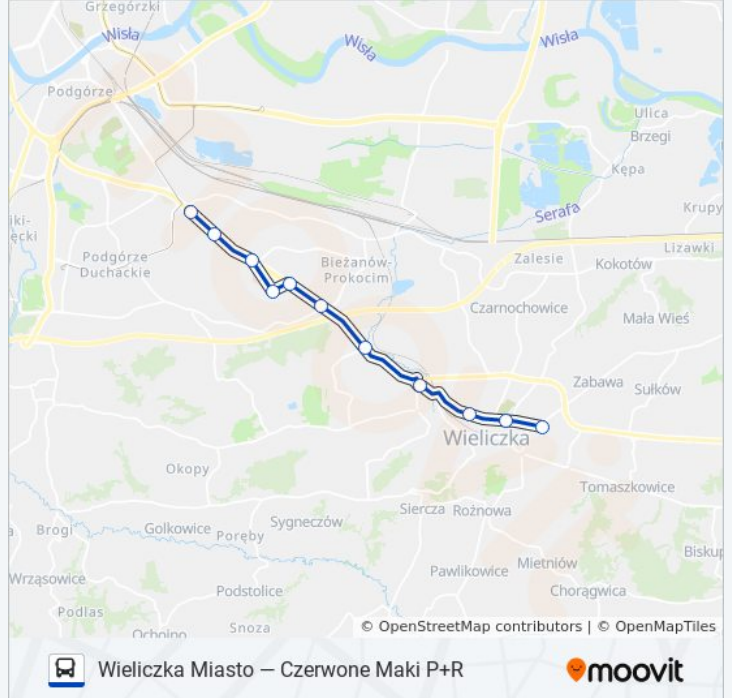 Grzegórzki
Wisła
Wisła
Wisła
Podgórze
Ulica
Brzegi
Kępa
Serafa
Krupy
Podgórze
Duchackie
Bieżanów-
Prokocim
Zalesie
Lizawki
Kokotów
Czarnochowice
Mała Wieś
Zabawa
Sułków
Wieliczka
Okopy
Tomaszkowice
Siercza
Rożnowa
Brogi
Golkowice
Poręby
Sygneczów
Biskup
Mietniów
Pawlikowice
Wrząsowice
Chorągwica
Podstolice
Podlas
Snoza
© OpenStreetMap contributors | © OpenMapTiles
Wieliczka Miasto — Czerwone Maki P+R
moovit